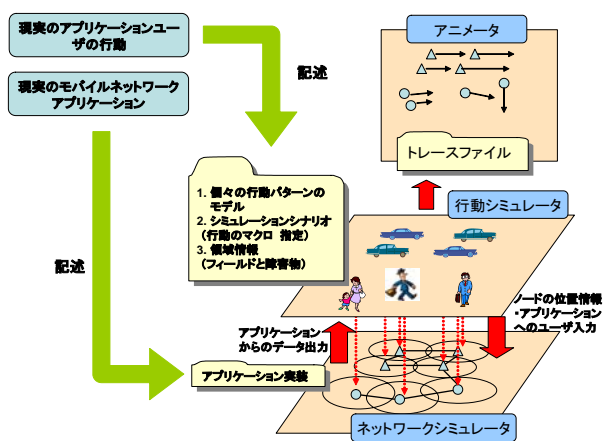 現実のアプリケーションユー
ザの行動
現実のモバイルネットワーク
アプリケーション
記述
アニメータ
トレースファイル
1. 個々の行動パターンの
モデル
2. シミュレーションシナリオ
（行動のマクロ 指定）
3. 領域情報
（フィールドと障害物）
行動シミュレータ
記述
アプリケーション
からのデータ出力
ノードの位置情報
・アプリケーション
へのユーザ入力
アプリケーション実装
ネットワークシミュレータ